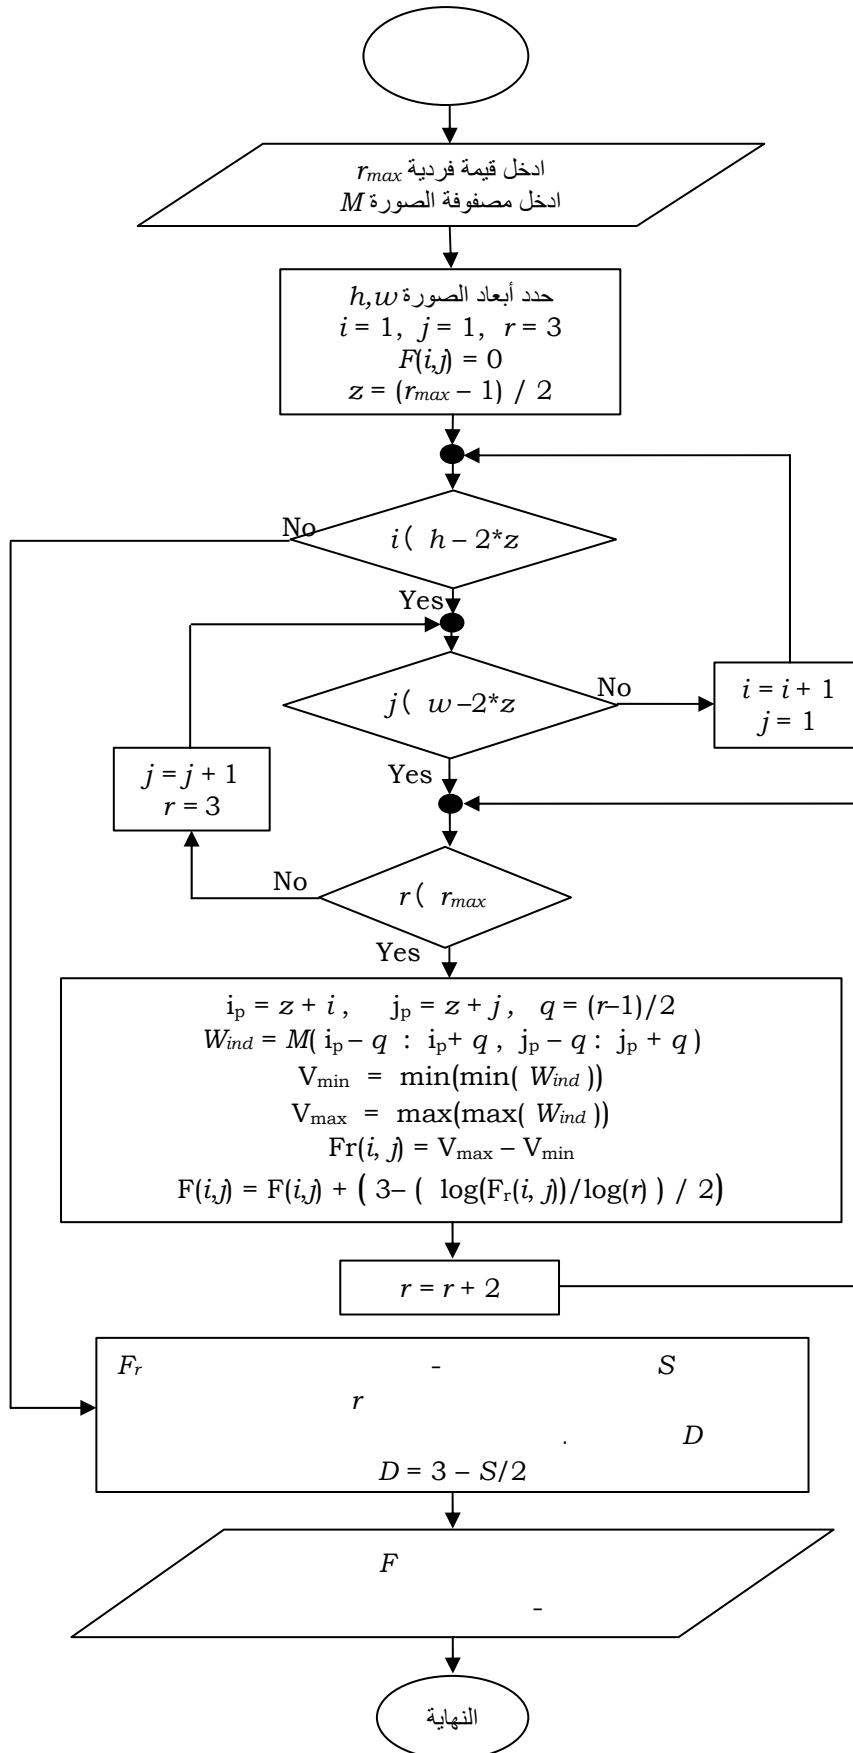 ادخل قيمة فردية rmax
ادخل مصفوفة الصورة M
حدد أبعاد الصورة h,w
i = 1, j = 1, r = 3
F(i,j) = 0
z = (rmax – 1) / 2
No
i( h – 2*z
Yes
j( w –2*z
No
i = i + 1
j = 1
j = j + 1
r = 3
Yes
No
r( rmax
Yes
ip = z + i , jp = z + j , q = (r–1)/2
Wind = M( ip – q : ip+ q , jp – q : jp + q )
Vmin = min(min( Wind ))
Vmax = max(max( Wind ))
Fr(i, j) = Vmax – Vmin
F(i,j) = F(i,j) + ( 3– ( log(Fr(i, j))/log(r) ) / 2)
r = r + 2
Fr - S
r
. D
D = 3 – S/2
F
-
النهاية